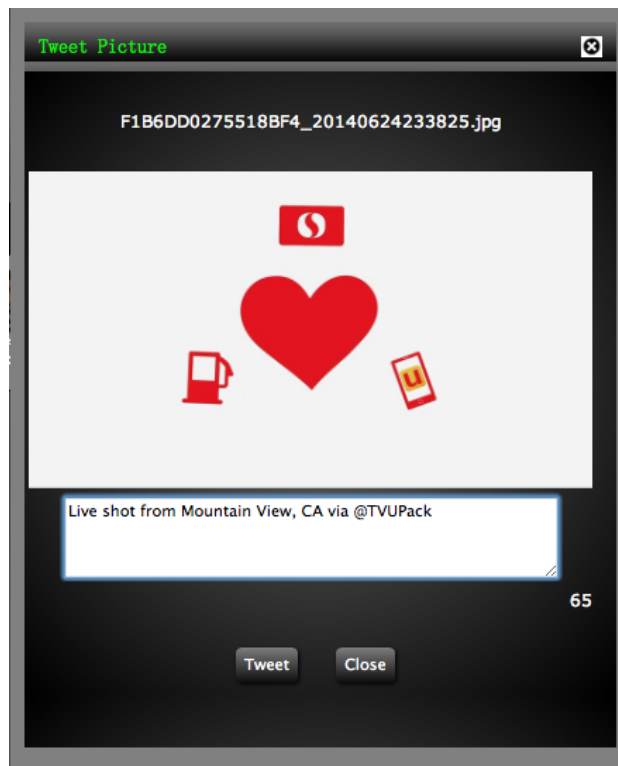 Tweet Picture
F1B6DD0275518BF4_20140624233825.jpg
u
Live shot from Mountain View, CA via @TVUPack
65
Tweet
Close